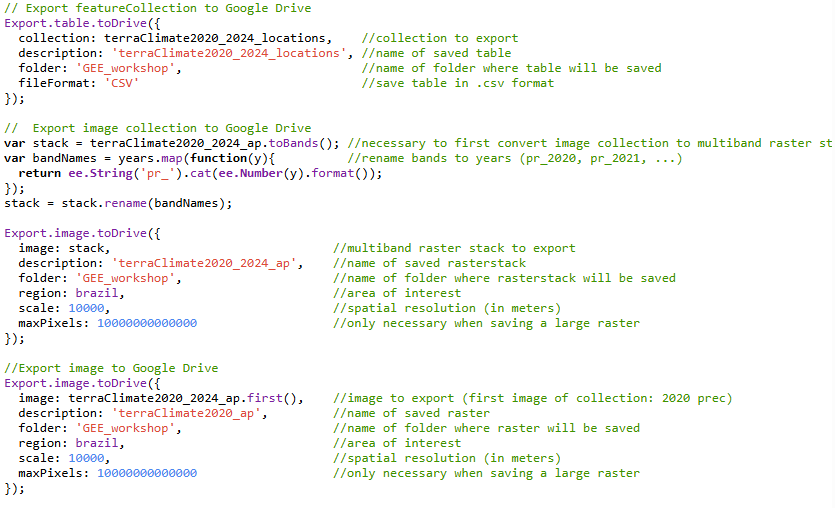 // Export featureCollection to Google Drive
Export.table.toDrive({
  collection: terraClimate2020_2024_locations,    //collection to export
  description: 'terraClimate2020_2024_locations', //name of saved table
  folder: 'GEE_workshop',                         //name of folder where table will be saved
  fileFormat: 'CSV'                               //save table in .csv format
});

//  Export image collection to Google Drive
var stack = terraClimate2020_2024_ap.toBands(); //necessary to first convert image collection to multiband raster st
var bandNames = years.map(function(y){          //rename bands to years (pr_2020, pr_2021, ...)
  return ee.String('pr_').cat(ee.Number(y).format());
});
stack = stack.rename(bandNames);

Export.image.toDrive({
  image: stack,                               //multiband raster stack to export
  description: 'terraClimate2020_2024_ap',    //name of saved rasterstack
  folder: 'GEE_workshop',                     //name of folder where rasterstack will be saved
  region: brazil,                             //area of interest
  scale: 10000,                               //spatial resolution (in meters)
  maxPixels: 10000000000000                   //only necessary when saving a large raster
});

//Export image to Google Drive
Export.image.toDrive({
  image: terraClimate2020_2024_ap.first(),    //image to export (first image of collection: 2020 prec)
  description: 'terraClimate2020_ap',         //name of saved raster
  folder: 'GEE_workshop',                     //name of folder where raster will be saved
  region: brazil,                             //area of interest
  scale: 10000,                               //spatial resolution (in meters)
  maxPixels: 10000000000000                   //only necessary when saving a large raster
});